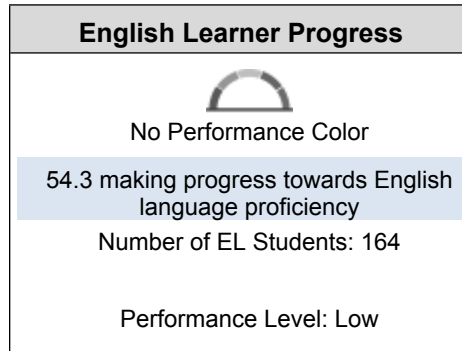 English Learner Progress
No Performance Color
54.3 making progress towards English
language proficiency
Number of EL Students: 164
Performance Level: Low